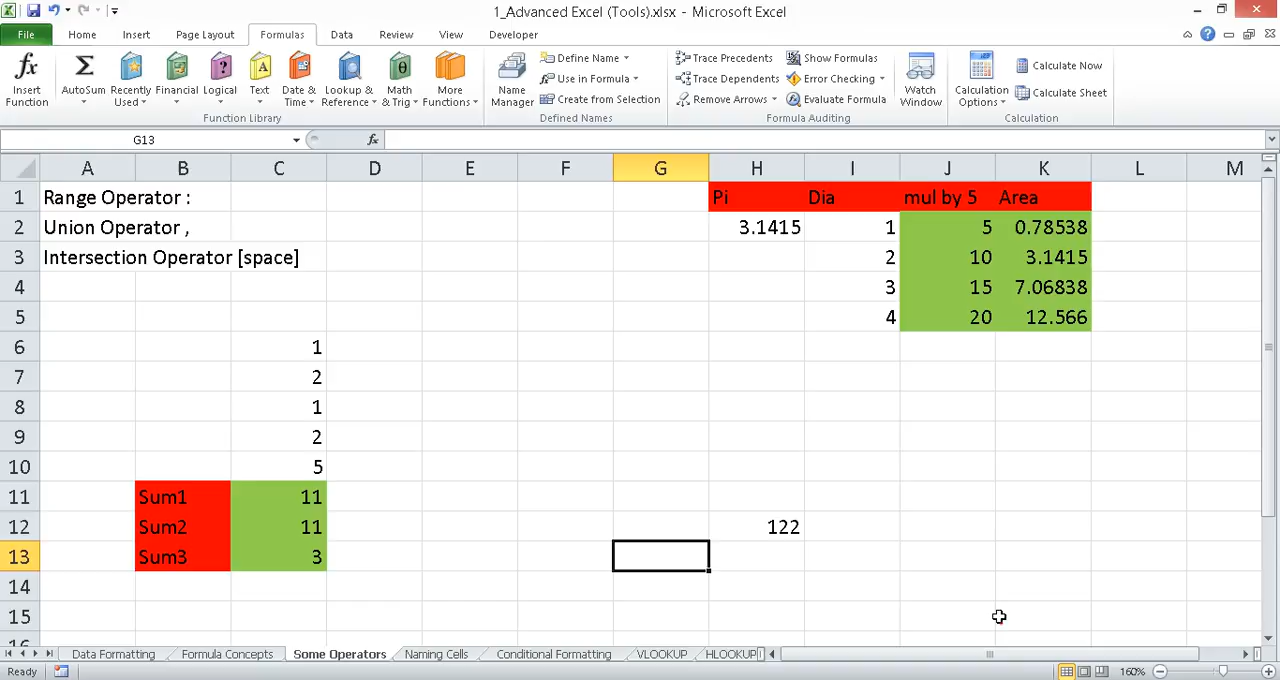 1_Advanced Excel (Tools).xlsx - Microsoft Excel
File Home Insert Page Layout Formulas Data Review View Developer
fx Insert Function
Σ AutoSum
Recently Used
Financial
Logical
Text
Date & Time
Lookup & Reference
Math & Trig
More Functions
Function Library
Name Manager
Define Name
Use in Formula
Create from Selection
Defined Names
Trace Precedents
Trace Dependents
Remove Arrows
Show Formulas
Error Checking
Evaluate Formula
Formula Auditing
Watch Window
Calculation Options
Calculate Now
Calculate Sheet
Calculation
G13 fx
A B C D E F G H I J K L M
1 Range Operator : Pi Dia mul by 5 Area
2 Union Operator , 3.1415 1 5 0.78538
3 Intersection Operator [space] 2 10 3.1415
4 3 15 7.06838
5 4 20 12.566
6 1
7 2
8 1
9 2
10 5
11 Sum1 11
12 Sum2 11 122
13 Sum3 3
14
15
16
Data Formatting Formula Concepts Some Operators Naming Cells Conditional Formatting VLOOKUP HLOOKUP
Ready 160%